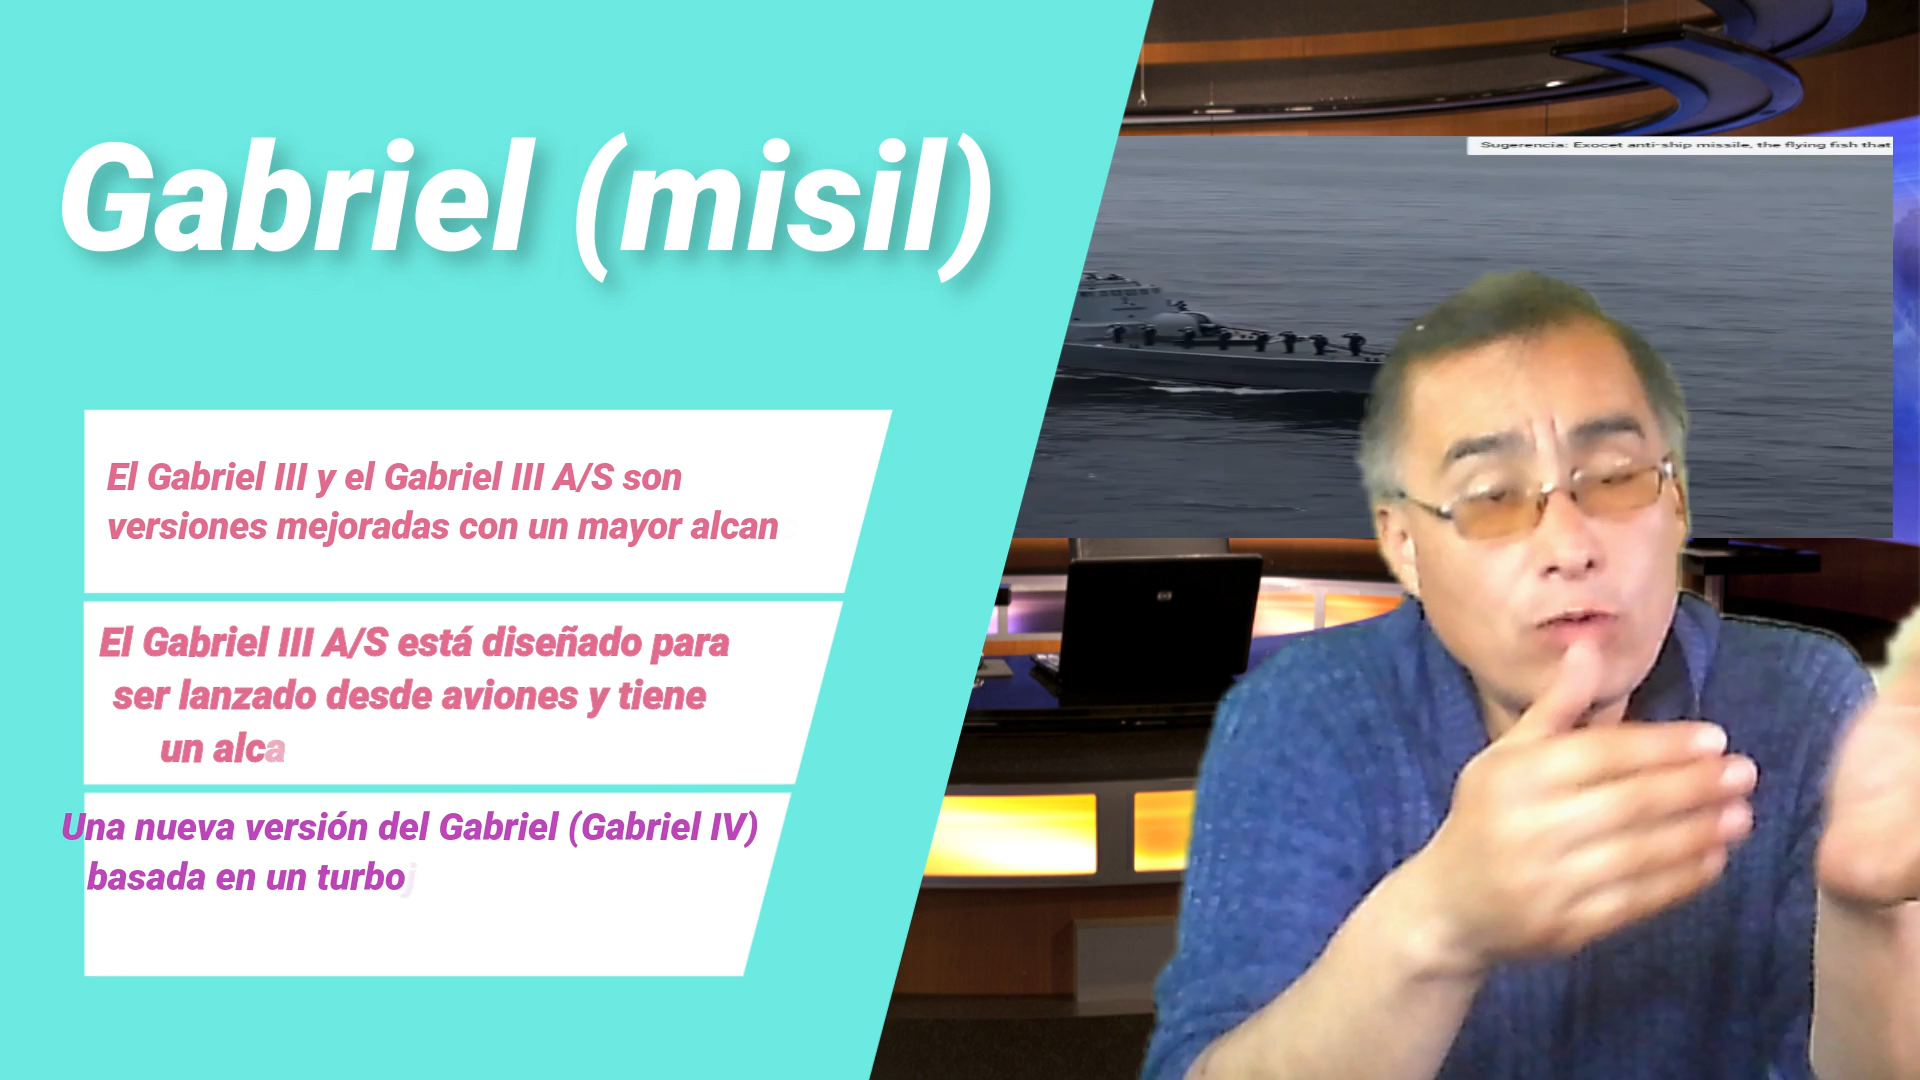 Gabriel (misil)
Sugerencia: Exocet anti-ship missile, the flying fish that
El Gabriel III y el Gabriel III A/S son
versiones mejoradas con un mayor alcan
El Gabriel III A/S está diseñado para
ser lanzado desde aviones y tiene
un alca
Una nueva versión del Gabriel (Gabriel IV)
basada en un turboj